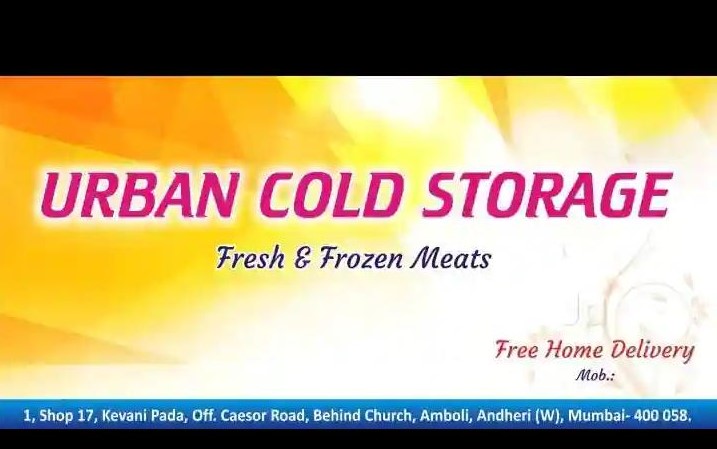 URBAN COLD STORAGE
Fresh & Frozen Meats
Free Home Delivery
Mob.:
1, Shop 17, Kevani Pada, Off. Caesor Road, Behind Church, Amboli, Andheri (W), Mumbai- 400 058.